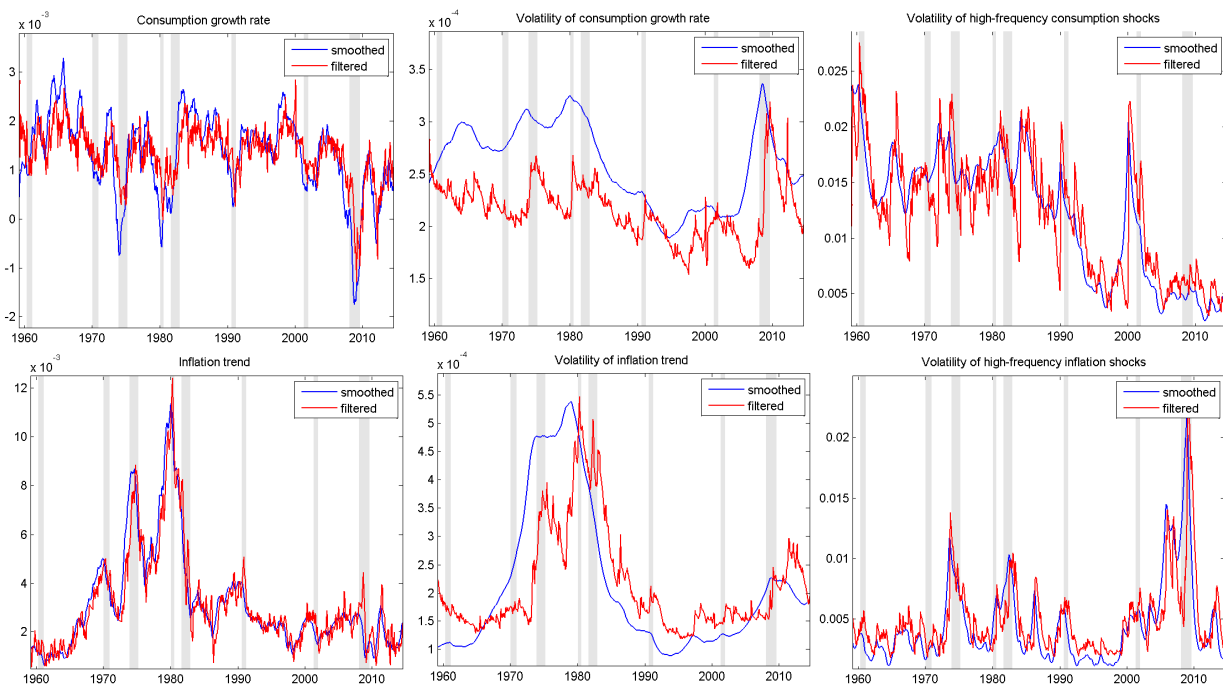 Consumption growth rate
x 10 -3
smoothed
filtered
3
2
1
0
-1
-2
1960 1970 1980 1990 2000 2010
Volatility of consumption growth rate
x 10 -4
smoothed
filtered
3.5
3
2.5
2
1.5
1960 1970 1980 1990 2000 2010
Volatility of high-frequency consumption shocks
smoothed
filtered
0.025
0.02
0.015
0.01
0.005
1960 1970 1980 1990 2000 2010
Inflation trend
x 10 -3
smoothed
filtered
12
10
8
6
4
2
1960 1970 1980 1990 2000 2010
Volatility of inflation trend
x 10 -4
smoothed
filtered
5.5
5
4.5
4
3.5
3
2.5
2
1.5
1
1960 1970 1980 1990 2000 2010
Volatility of high-frequency inflation shocks
smoothed
filtered
0.02
0.015
0.01
0.005
1960 1970 1980 1990 2000 2010